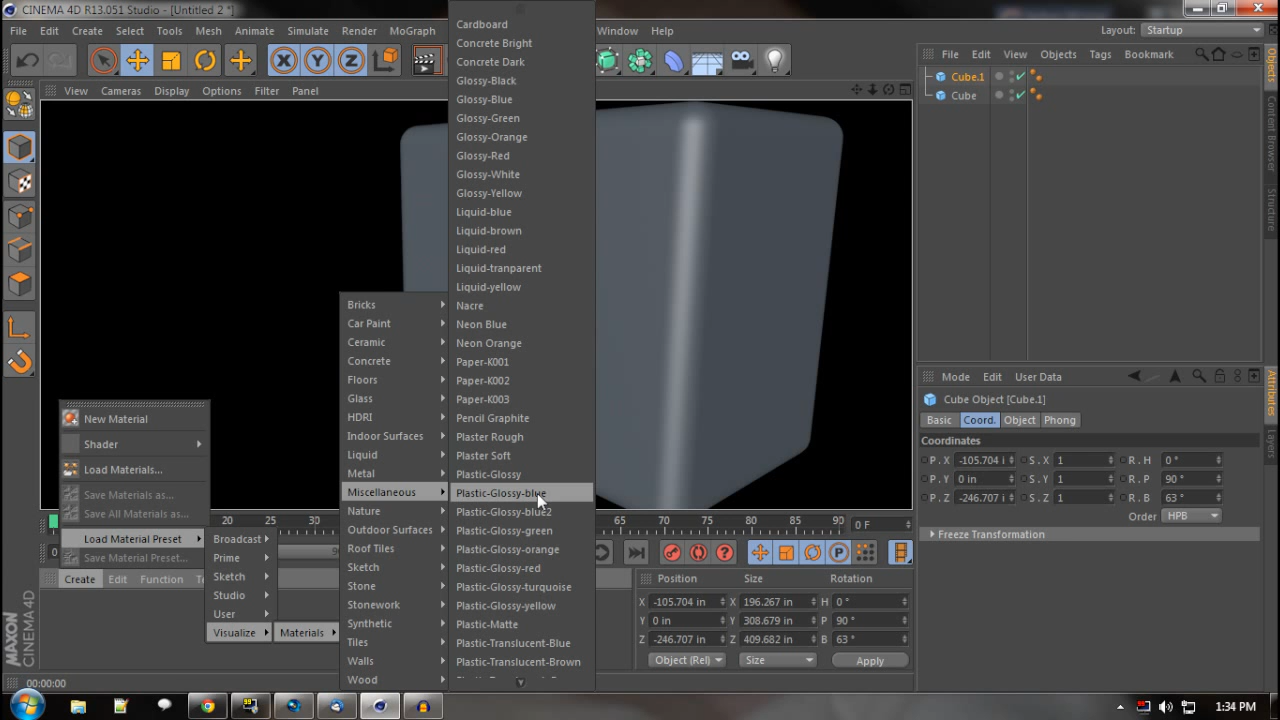 CINEMA 4D R13.051 Studio - [Untitled 2 *]
File Edit Create Select Tools Mesh Animate Simulate Render MoGraph Window Help Layout: Startup
View Cameras Display Options Filter Panel
File Edit View Objects Tags Bookmark
Cube.1
Cube
Objects
Content Browser
Structure
Cardboard
Concrete Bright
Concrete Dark
Glossy-Black
Glossy-Blue
Glossy-Green
Glossy-Orange
Glossy-Red
Glossy-White
Glossy-Yellow
Liquid-blue
Liquid-brown
Liquid-red
Liquid-tranparent
Liquid-yellow
Nacre
Neon Blue
Neon Orange
Paper-K001
Paper-K002
Paper-K003
Pencil Graphite
Plaster Rough
Plaster Soft
Plastic-Glossy
Plastic-Glossy-blue
Plastic-Glossy-blue2
Plastic-Glossy-green
Plastic-Glossy-orange
Plastic-Glossy-red
Plastic-Glossy-turquoise
Plastic-Glossy-yellow
Plastic-Matte
Plastic-Translucent-Blue
Plastic-Translucent-Brown
Bricks
Car Paint
Ceramic
Concrete
Floors
Glass
HDRI
Indoor Surfaces
Liquid
Metal
Miscellaneous
Nature
Outdoor Surfaces
Roof Tiles
Sketch
Stone
Stonework
Synthetic
Tiles
Walls
Wood
New Material
Shader
Load Materials...
Save Materials as...
Save All Materials as...
Load Material Preset
Save Material Preset...
Broadcast
Prime
Sketch
Studio
User
Visualize
Materials
Create Edit Function
20 25 30
65 70 75 80 85 90 0 F
Mode Edit User Data
Cube Object [Cube.1]
Basic Coord. Object Phong
Coordinates
P . X -105.704 i S . X 1 R . H 0 °
P . Y 0 in S . Y 1 R . P 90 °
P . Z -246.707 i S . Z 1 R . B 63 °
Order HPB
Freeze Transformation
Attributes
Layers
Position Size Rotation
X -105.704 in X 196.267 in H 0 °
Y 0 in Y 308.679 in P 90 °
Z -246.707 in Z 409.682 in B 63 °
Object (Rel) Size Apply
MAXON
CINEMA 4D
00:00:00
1:34 PM